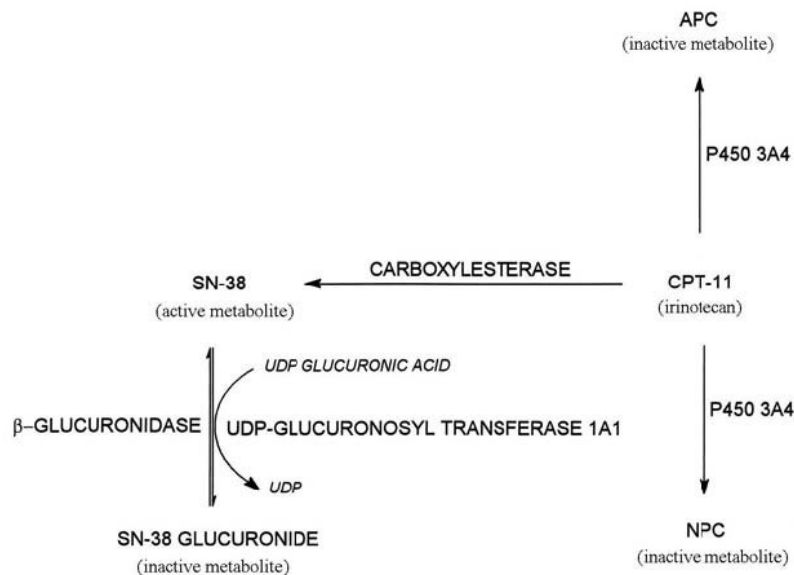 APC
(inactive metabolite)
P450 3A4
CARBOXYLESTERASE
SN-38
(active metabolite)
CPT-11
(irinotecan)
UDP GLUCURONIC ACID
β-GLUCURONIDASE
UDP-GLUCURONOSYL TRANSFERASE 1A1
P450 3A4
UDP
SN-38 GLUCURONIDE
(inactive metabolite)
NPC
(inactive metabolite)